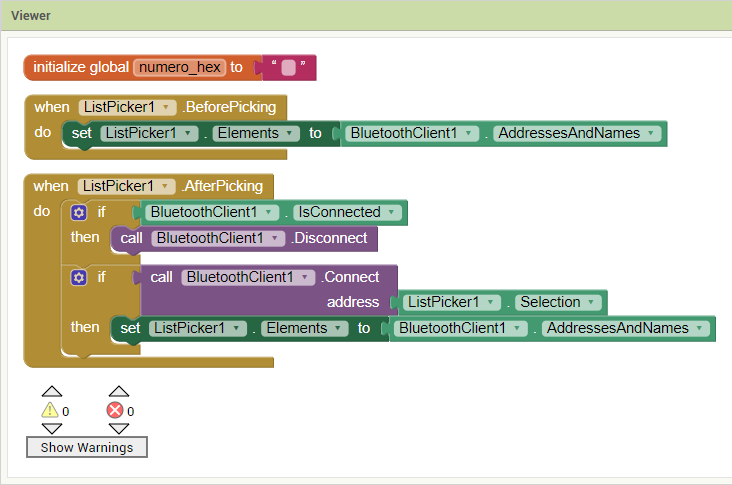 Viewer
initialize global numero_hex to “ ”
when ListPicker1 .BeforePicking
do set ListPicker1 . Elements to BluetoothClient1 . AddressesAndNames
when ListPicker1 .AfterPicking
do if BluetoothClient1 . IsConnected
then call BluetoothClient1 .Disconnect
if call BluetoothClient1 .Connect
address ListPicker1 . Selection
then set ListPicker1 . Elements to BluetoothClient1 . AddressesAndNames
0 0
Show Warnings